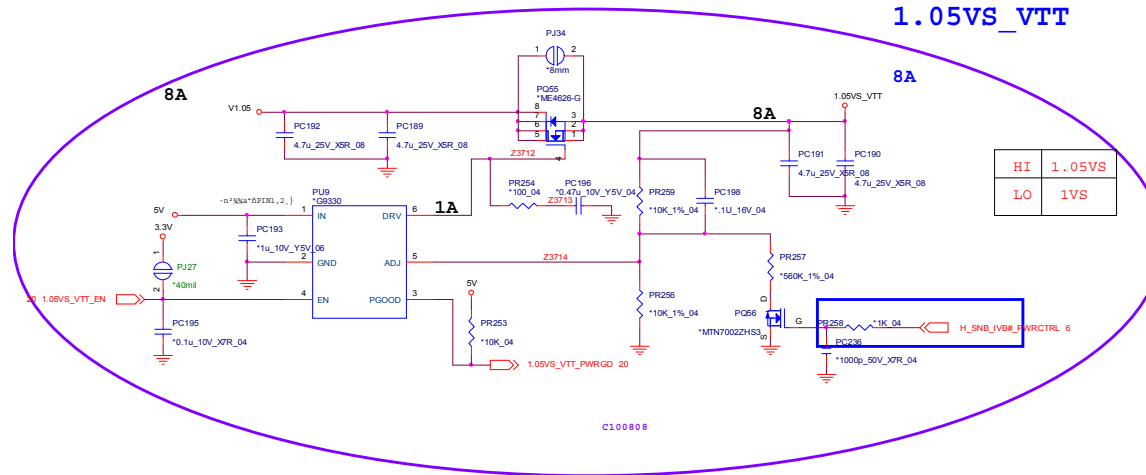 1.05VS_VTT
PJ34
1 2
*8mm
8A
8A
PQ55
*ME4626-G
1.05VS_VTT
V1.05
8
7
6
5
3
2
1
4
8A
PC192
4.7u_25V_X5R_08
PC189
4.7u_25V_X5R_08
Z3712
PC191
4.7u_25V_X5R_08
PC190
4.7u_25V_X5R_08
HI 1.05VS
LO 1VS
PR254
*100_04
Z3713
PC196
*0.47u_10V_Y5V_04
PR259
*10K_1%_04
PC198
*.1U_16V_04
PU9
*G9330
5V
1 IN
DRV 6
1A
3.3V
PC193
*1u_10V_Y5V_06
1
PJ27
*40mil
2
2 GND
ADJ 5
Z3714
PR257
*560K_1%_04
20 1.05VS_VTT_EN
4 EN
PGOOD 3
5V
PR256
*10K_1%_04
D
PQ56
G
S
*MTN7002ZHS3
PR258
*1K_04
H_SNB_IVB#_PWRCTRL 6
PC195
*0.1u_10V_X7R_04
PR253
*10K_04
PC236
*1000p_50V_X7R_04
1.05VS_VTT_PWRGD 20
C100808